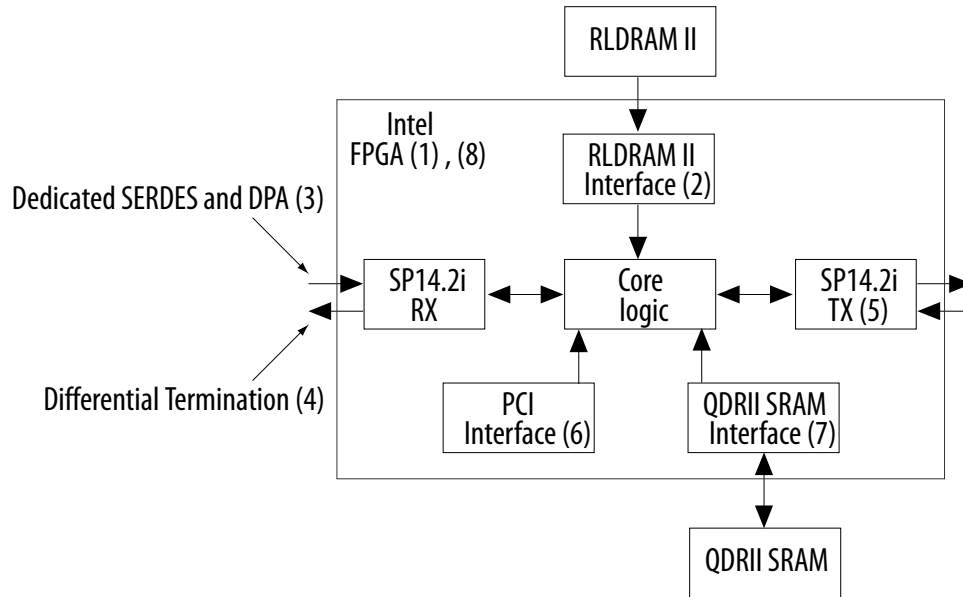 RLDRAM II
Intel
FPGA (1) , (8)
RLDRAM II
Interface (2)
Dedicated SERDES and DPA (3)
SP14.2i
RX
Core
logic
SP14.2i
TX (5)
Differential Termination (4)
PCI
Interface (6)
QDRII SRAM
Interface (7)
QDRII SRAM